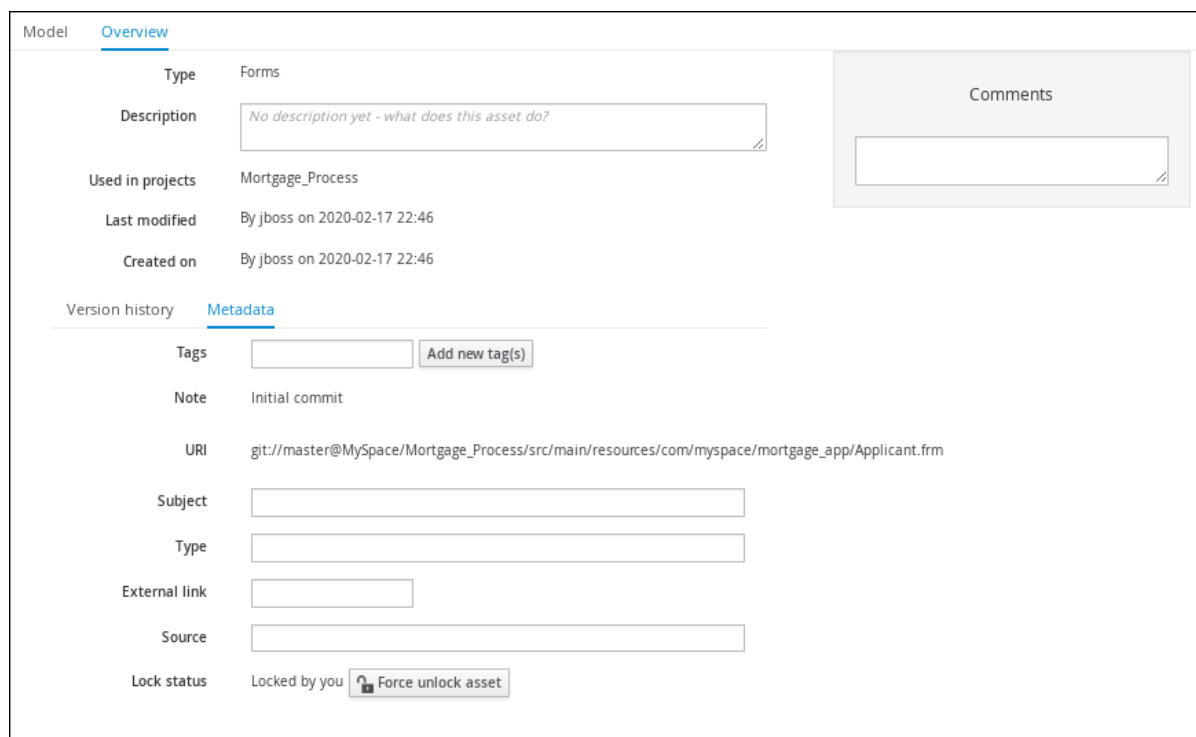 Model Overview
Type Forms
Comments
Description No description yet - what does this asset do?
Used in projects Mortgage_Process
Last modified By jboss on 2020-02-17 22:46
Created on By jboss on 2020-02-17 22:46
Version history Metadata
Tags Add new tag(s)
Note Initial commit
URI git://master@MySpace/Mortgage_Process/src/main/resources/com/myspace/mortgage_app/Applicant.frm
Subject
Type
External link
Source
Lock status Locked by you Force unlock asset